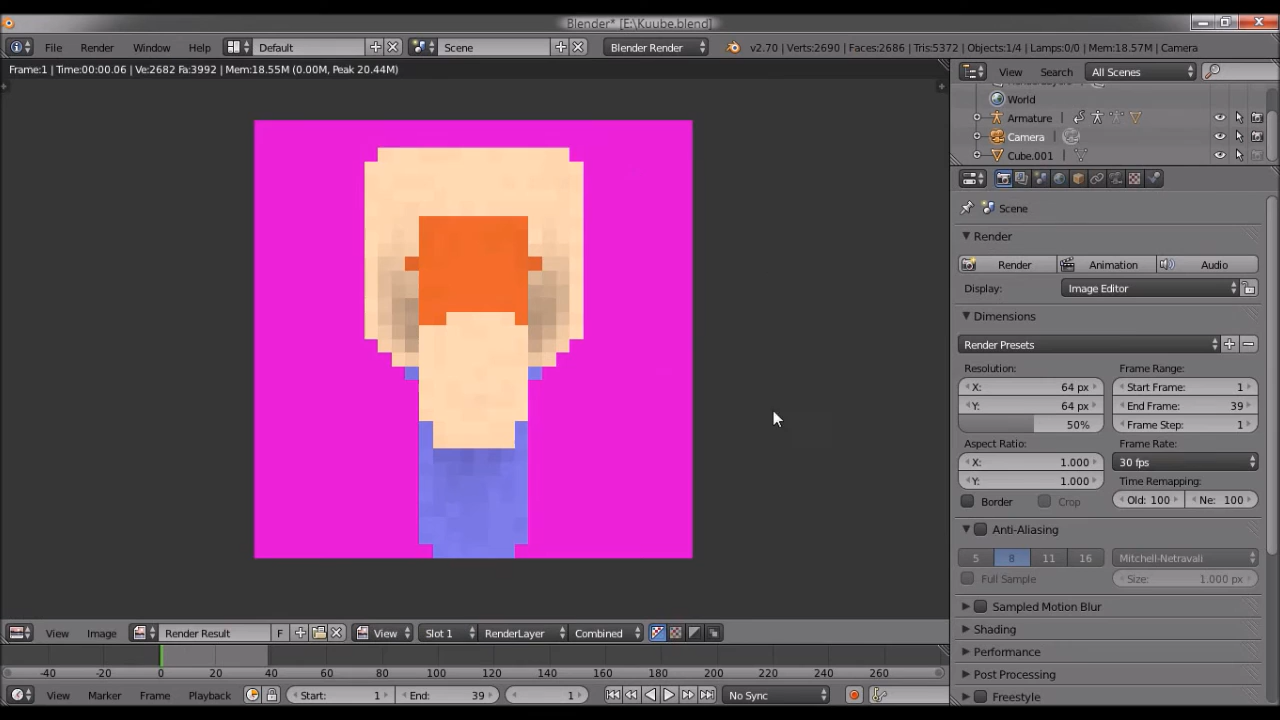 Blender* [E:\Kuube.blend]
File Render Window Help Default Scene Blender Render v2.70 | Verts:2690 | Faces:2686 | Tris:5372 | Objects:1/4 | Lamps:0/0 | Mem:18.57M | Camera
Frame:1 | Time:00:00.06 | Ve:2682 Fa:3992 | Mem:18.55M (0.00M, Peak 20.44M)
View Search All Scenes
World
Armature
Camera
Cube.001
Scene
Render
Render Animation Audio
Display: Image Editor
Dimensions
Render Presets
Resolution: Frame Range:
X: 64 px Start Frame: 1
Y: 64 px End Frame: 39
50% Frame Step: 1
Aspect Ratio: Frame Rate:
X: 1.000 30 fps
Y: 1.000 Time Remapping:
Border Crop Old: 100 Ne: 100
Anti-Aliasing
5 8 11 16 Mitchell-Netravali
Full Sample Size: 1.000 px
Sampled Motion Blur
Shading
Performance
Post Processing
Freestyle
View Image Render Result F View Slot 1 RenderLayer Combined
-40 -20 0 20 40 60 80 100 120 140 160 180 200 220 240 260
View Marker Frame Playback Start: 1 End: 39 1 No Sync